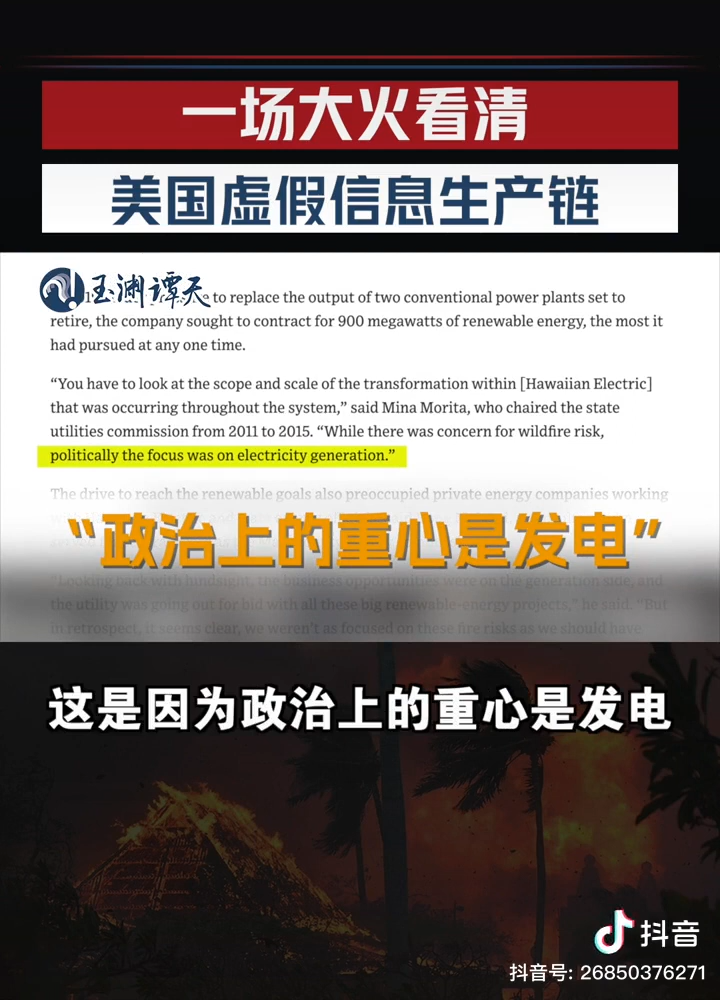 一场大火看清
美国虚假信息生产链
玉渊谭天
to replace the output of two conventional power plants set to
retire, the company sought to contract for 900 megawatts of renewable energy, the most it
had pursued at any one time.
“You have to look at the scope and scale of the transformation within [Hawaiian Electric]
that was occurring throughout the system,” said Mina Morita, who chaired the state
utilities commission from 2011 to 2015. “While there was concern for wildfire risk,
politically the focus was on electricity generation.”
The drive to reach the renewable goals also preoccupied private energy companies working
“政治上的重心是发电”
“Looking back with hindsight, the business opportunities were on the generation side, and
the utility was going out for bid with all these big renewable-energy projects,” he said. “But
in retrospect, it seems clear, we weren’t as focused on these fire risks as we should have
这是因为政治上的重心是发电
抖音
抖音号: 26850376271